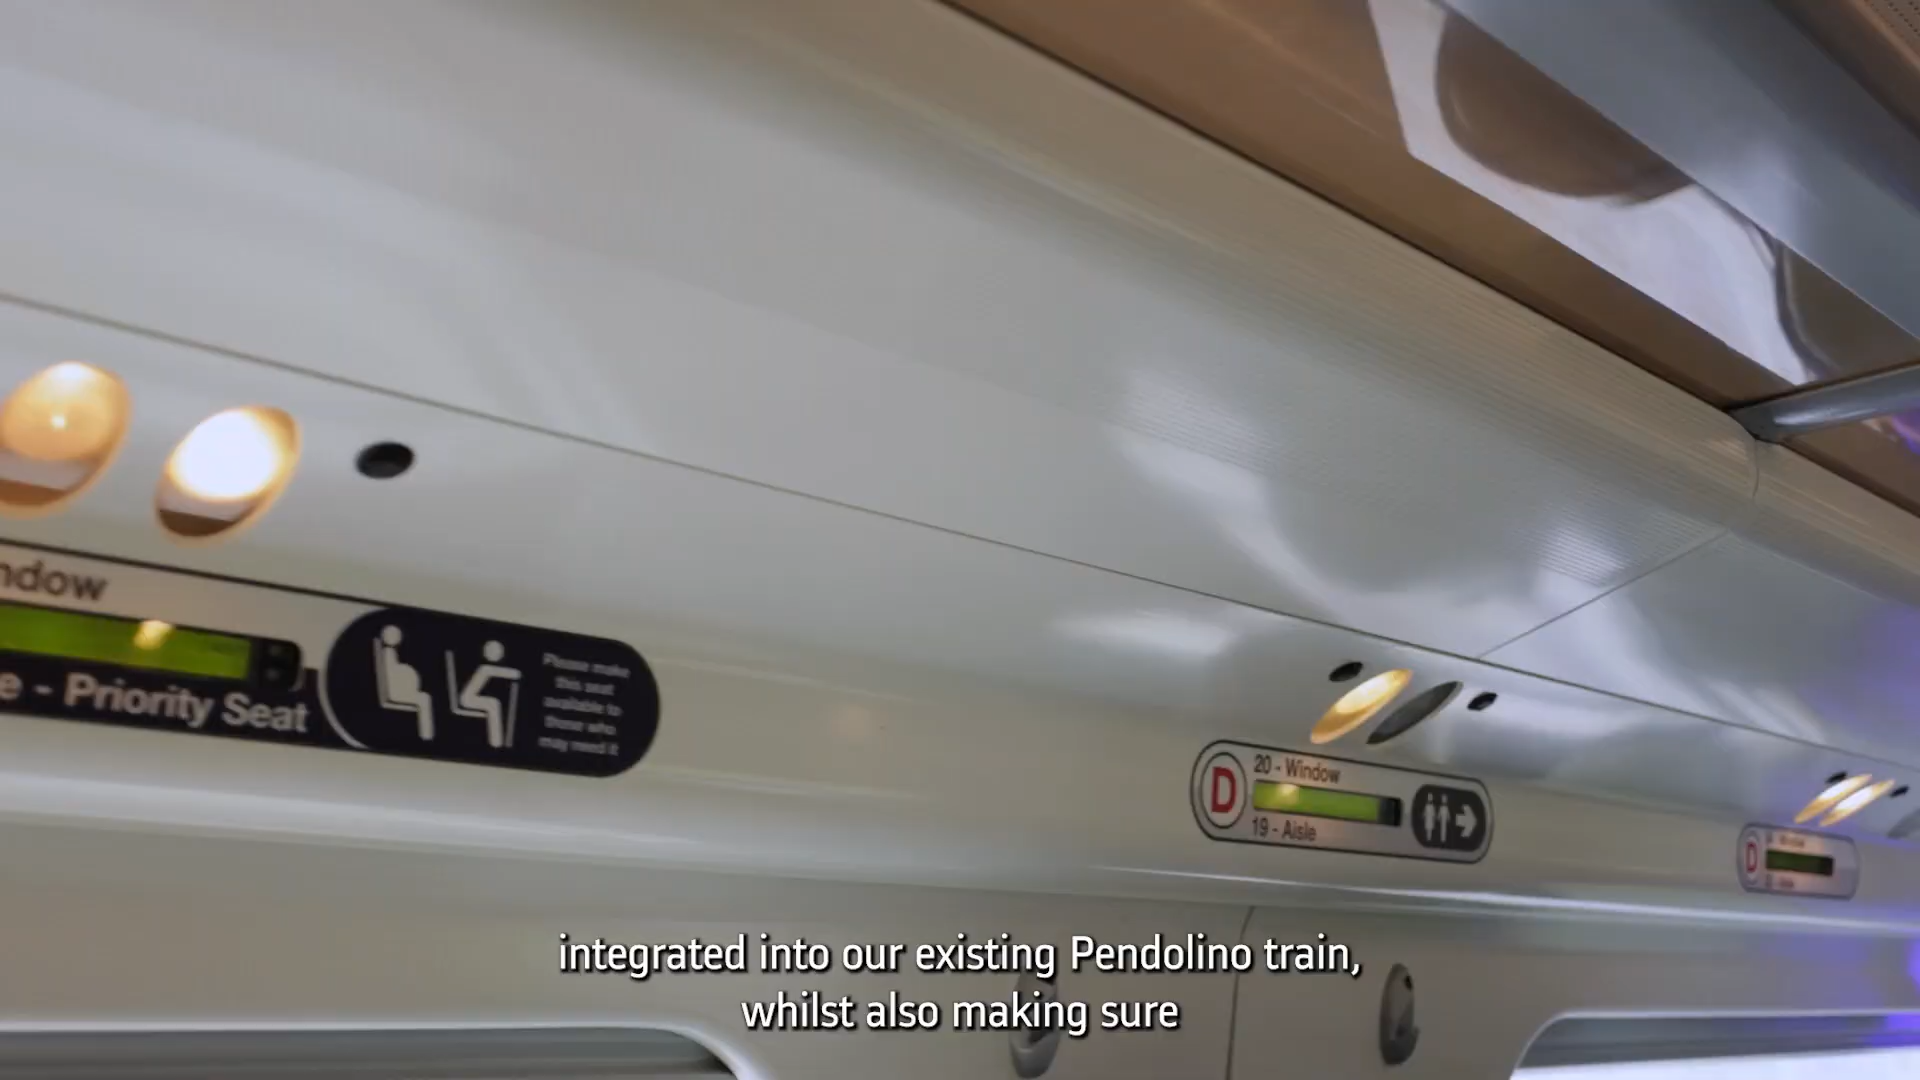 ndow
e - Priority Seat
Please make
this seat
available to
those who
may need it
D
20 - Window
19 - Aisle
D
integrated into our existing Pendolino train,
whilst also making sure